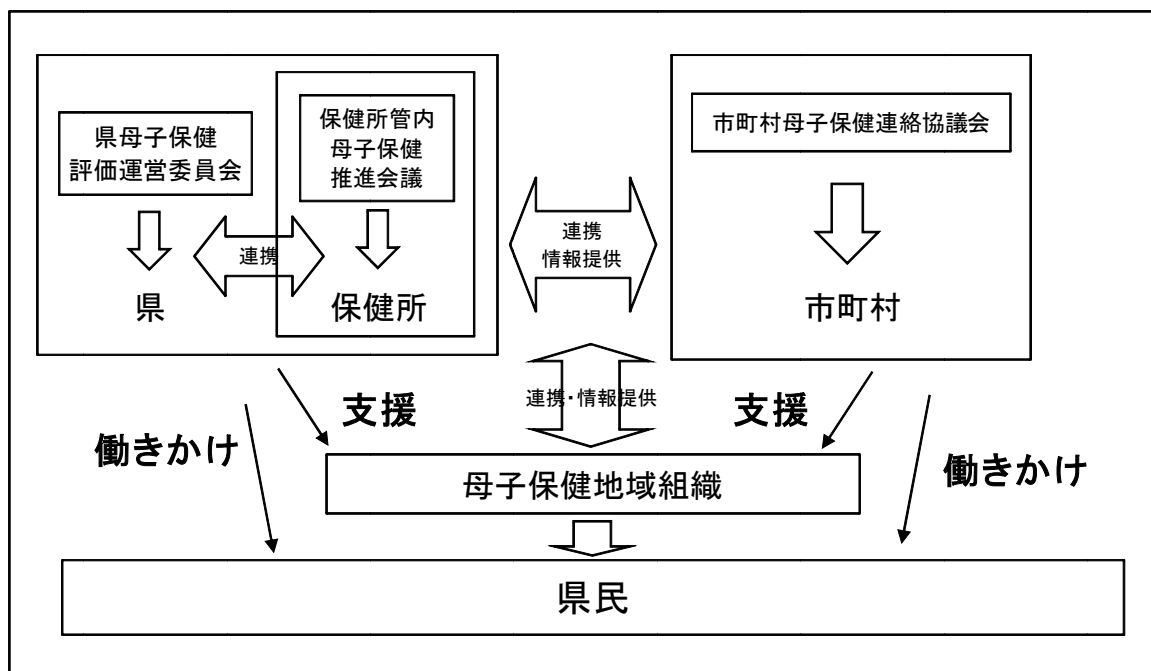 県母子保健
評価運営委員会
保健所管内
母子保健
推進会議
市町村母子保健連絡協議会
連携
連携
情報提供
県
保健所
市町村
連携・情報提供
支援
支援
働きかけ
働きかけ
母子保健地域組織
県民